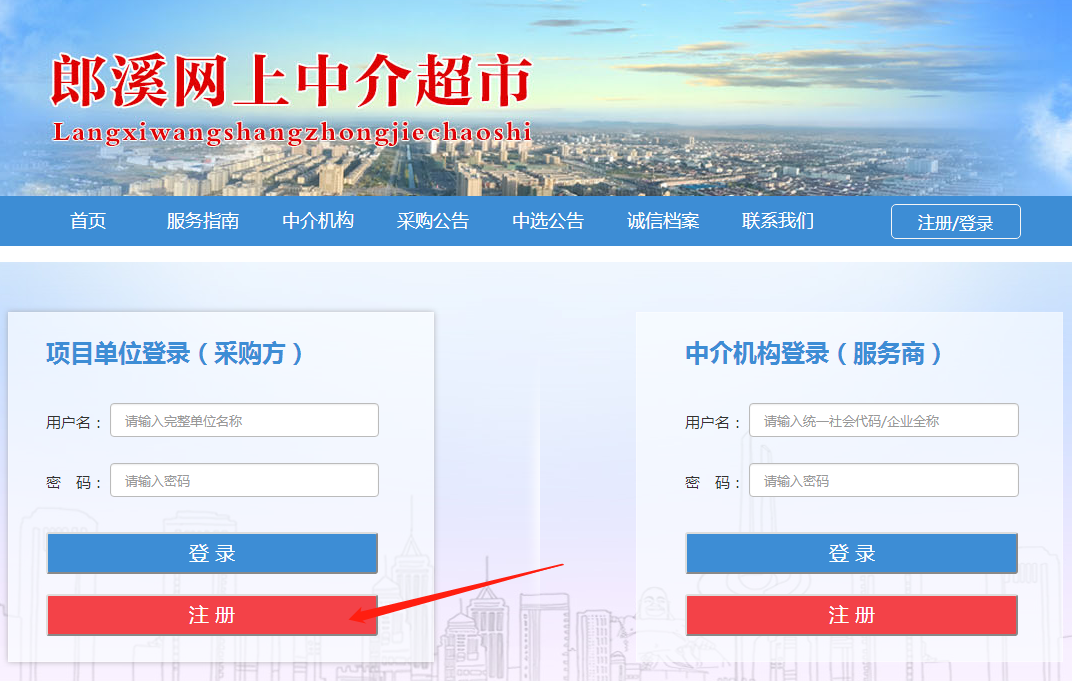 郎溪网上中介超市
Langxiwangshangzhongjiechaoshi
首页 服务指南 中介机构 采购公告 中选公告 诚信档案 联系我们 注册/登录
项目单位登录（采购方）
用户名： 请输入完整单位名称
密 码： 请输入密码
登 录
注 册
中介机构登录（服务商）
用户名： 请输入统一社会代码/企业全称
密 码： 请输入密码
登 录
注 册